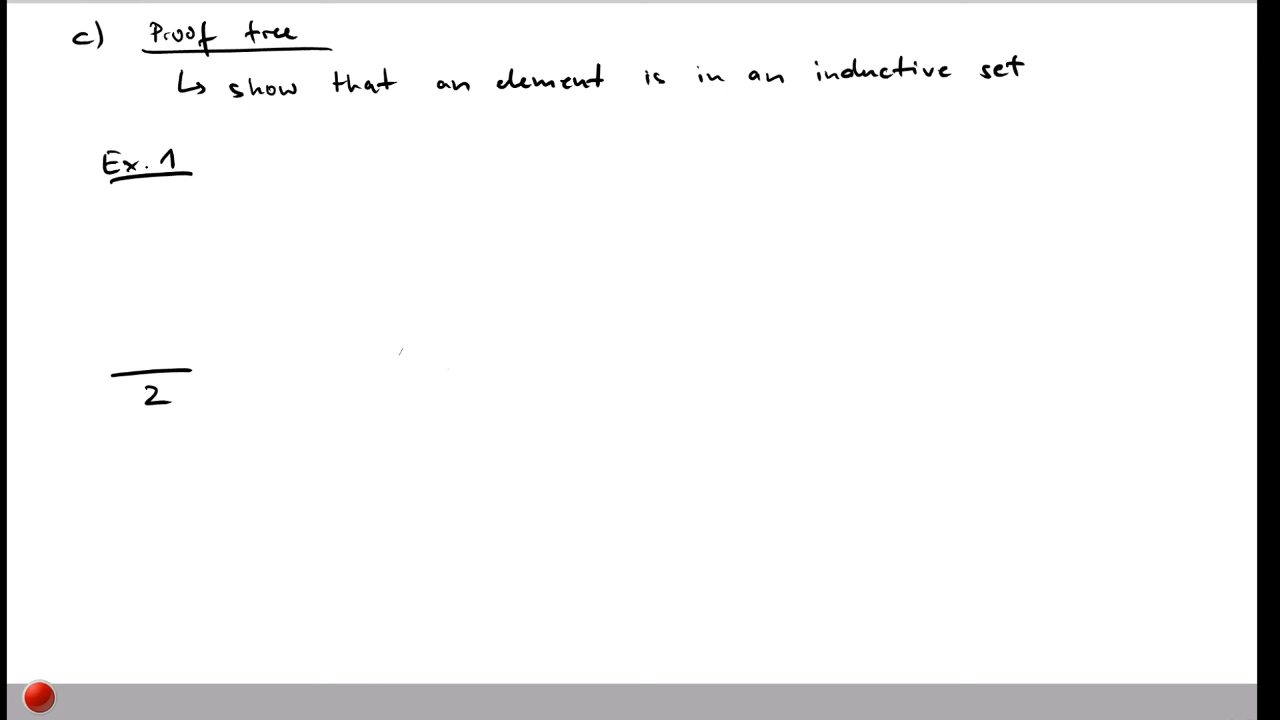 c) Proof tree
↳ show that an element is in an inductive set
Ex. 1
2